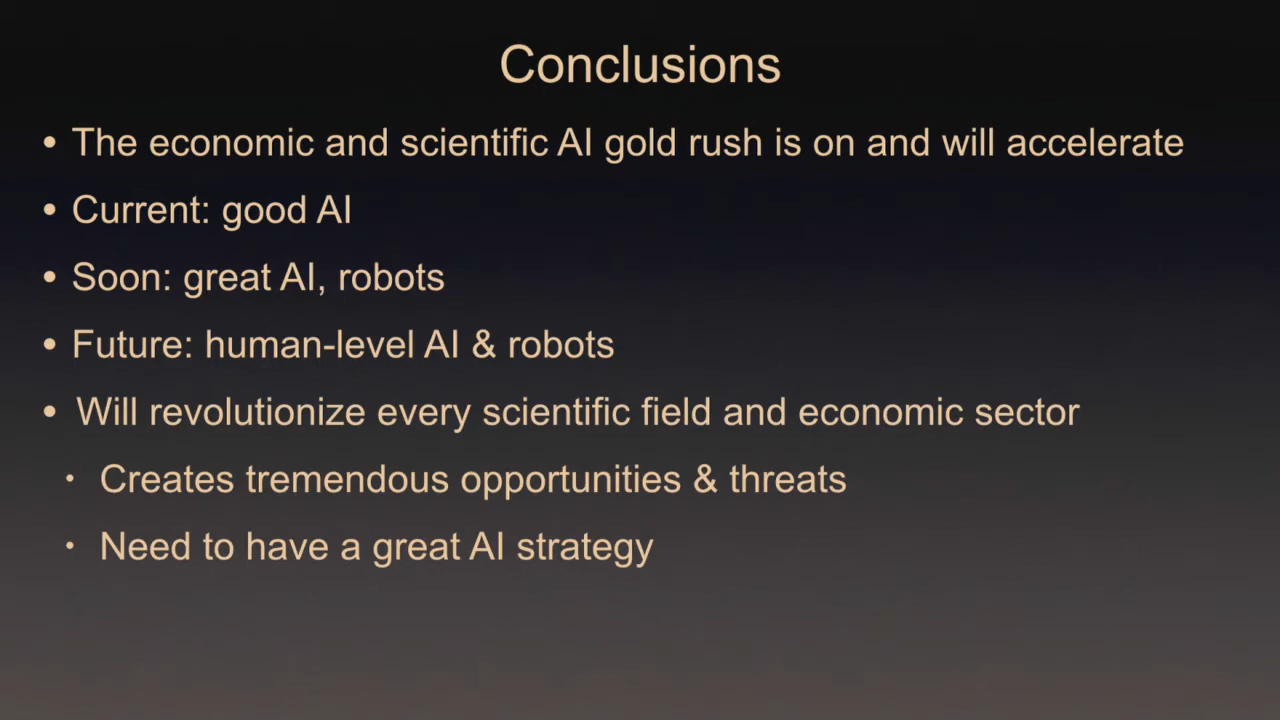 Conclusions
• The economic and scientific AI gold rush is on and will accelerate
• Current: good AI
• Soon: great AI, robots
• Future: human-level AI & robots
• Will revolutionize every scientific field and economic sector
• Creates tremendous opportunities & threats
• Need to have a great AI strategy